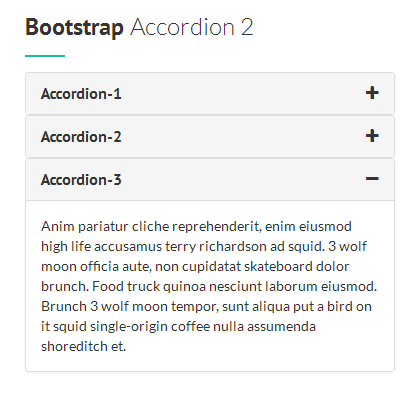 Bootstrap Accordion 2
Accordion-1
Accordion-2
Accordion-3
Anim pariatur cliche reprehenderit, enim eiusmod
high life accusamus terry richardson ad squid. 3 wolf
moon officia aute, non cupidatat skateboard dolor
brunch. Food truck quinoa nesciunt laborum eiusmod.
Brunch 3 wolf moon tempor, sunt aliqua put a bird on
it squid single-origin coffee nulla assumenda
shoreditch et.